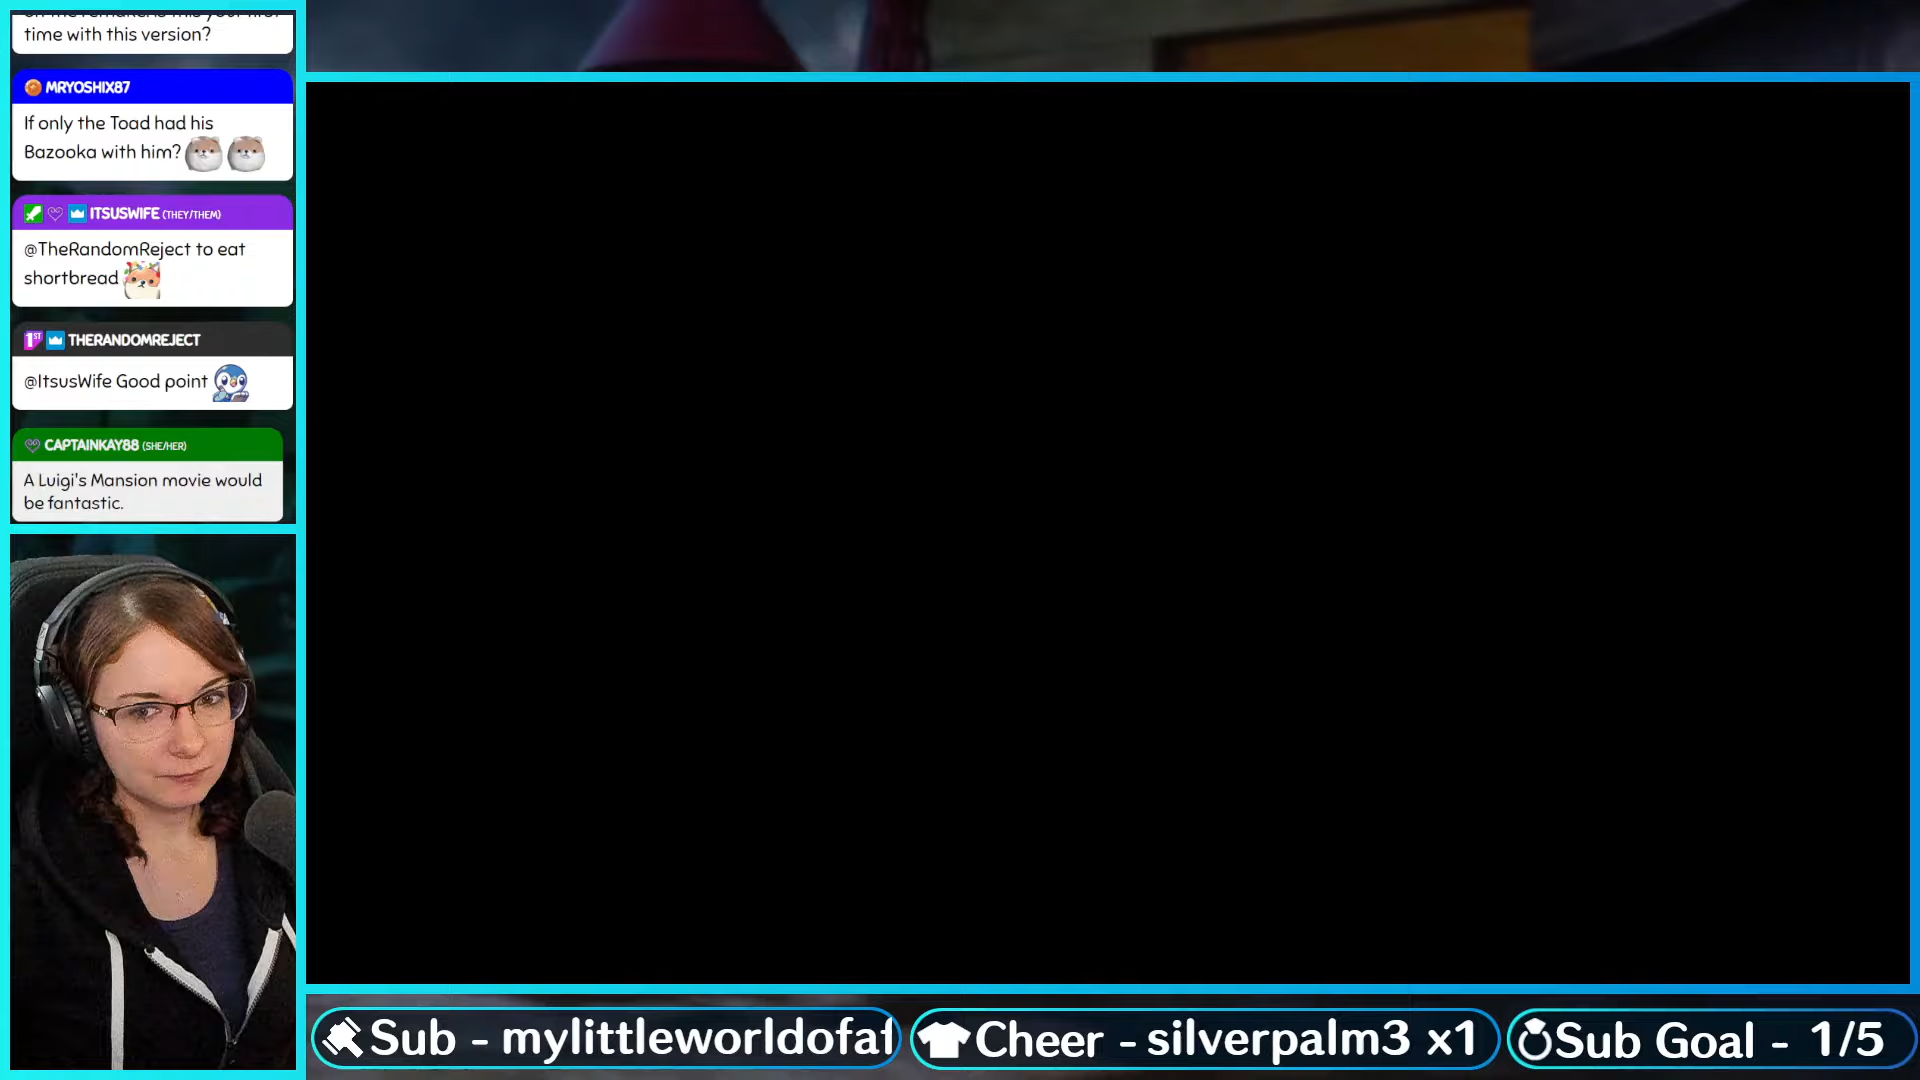 time with this version?
MRYOSHIX87
If only the Toad had his
Bazooka with him?
ITSUSWIFE (THEY/THEM)
@TheRandomReject to eat
shortbread
1ST THERANDOMREJECT
@ItsusWife Good point
CAPTAINKAY88 (SHE/HER)
A Luigi's Mansion movie would
be fantastic.
Sub - mylittleworldofaf
Cheer - silverpalm3 x1
Sub Goal - 1/5